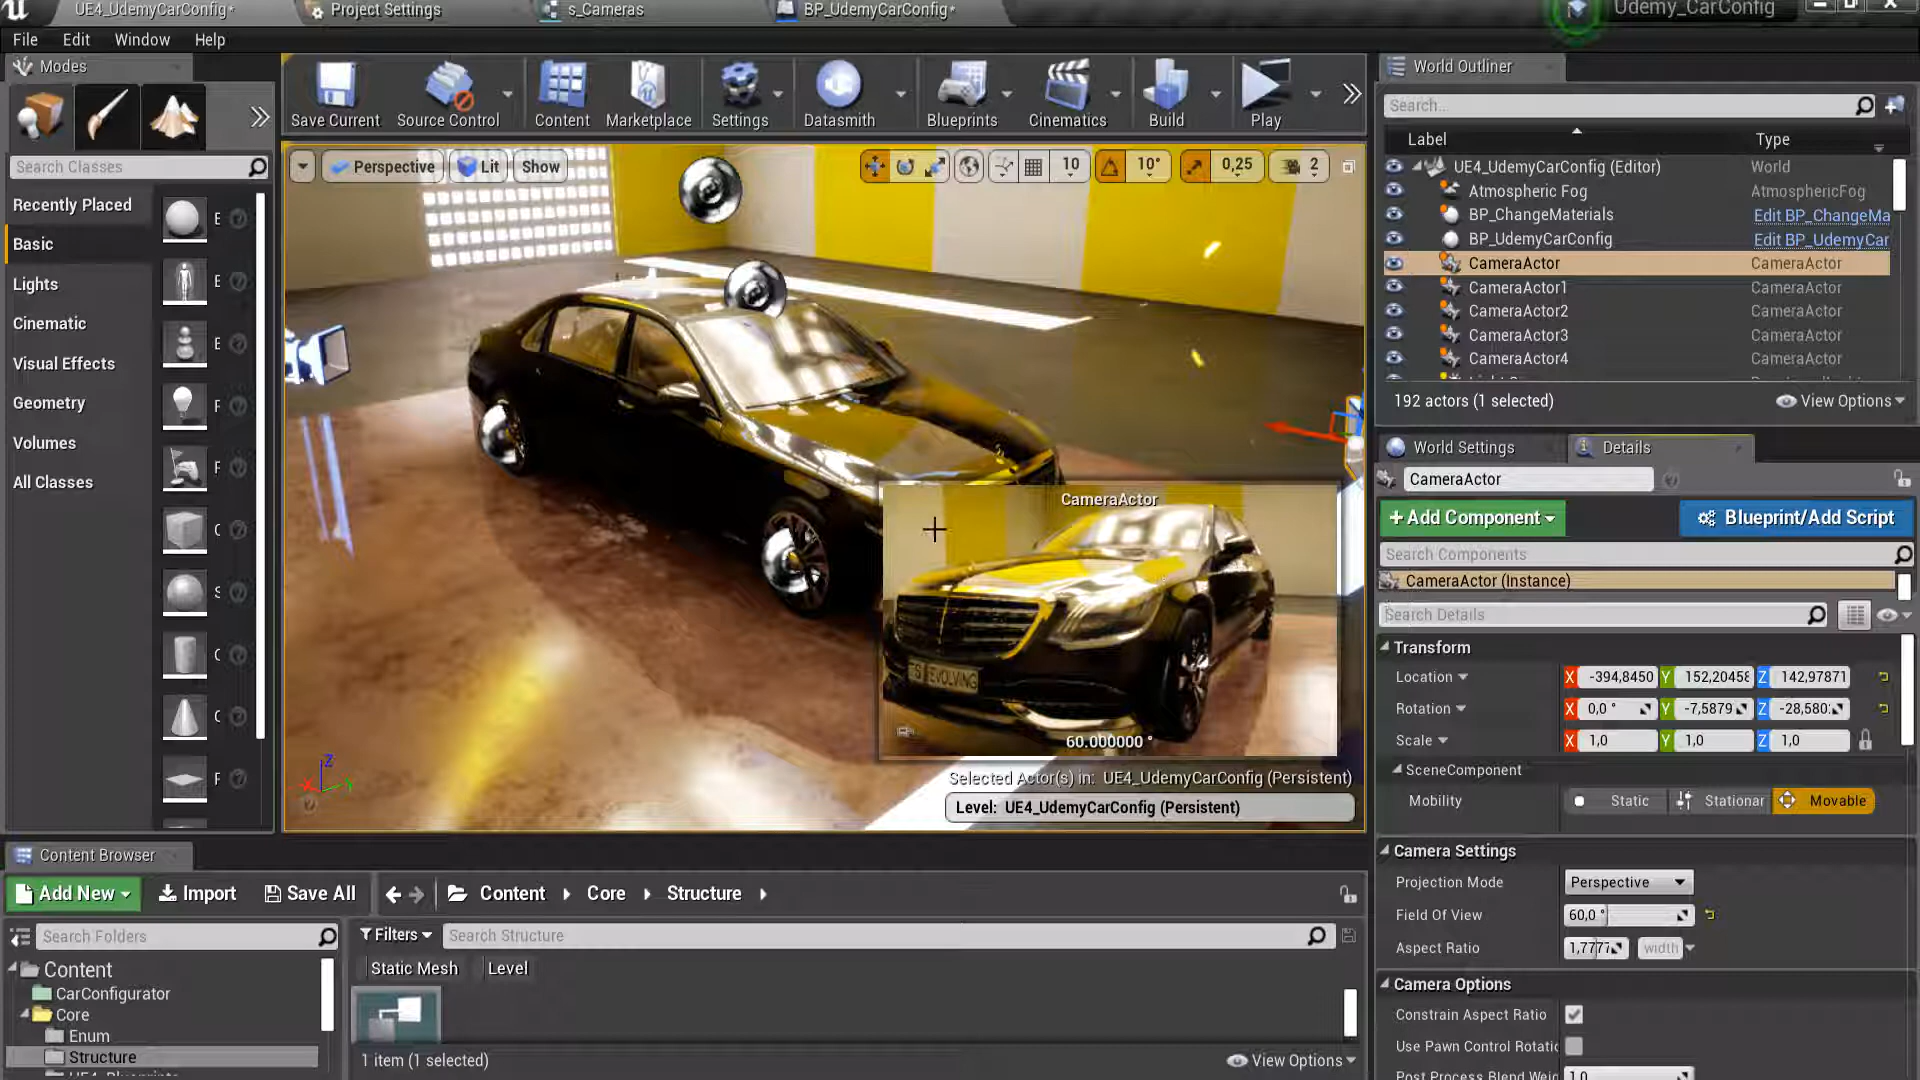 UE4_UdemyCarConfig*
Project Settings
s_Cameras
BP_UdemyCarConfig*
Udemy_CarConfig
File Edit Window Help
Modes
Save Current
Source Control
Content
Marketplace
Settings
Datasmith
Blueprints
Cinematics
Build
Play
Search Classes
Recently Placed
Basic
Lights
Cinematic
Visual Effects
Geometry
Volumes
All Classes
E
E
E
F
F
C
S
C
C
F
Perspective
Lit
Show
10
10°
0,25
2
CameraActor
S EVOLVING
60.000000 °
Selected Actor(s) in: UE4_UdemyCarConfig (Persistent)
Level: UE4_UdemyCarConfig (Persistent)
X
Z
Y
World Outliner
Search...
Label Type
UE4_UdemyCarConfig (Editor) World
Atmospheric Fog AtmosphericFog
BP_ChangeMaterials Edit BP_ChangeMa
BP_UdemyCarConfig Edit BP_UdemyCar
CameraActor CameraActor
CameraActor1 CameraActor
CameraActor2 CameraActor
CameraActor3 CameraActor
CameraActor4 CameraActor
192 actors (1 selected)
View Options
World Settings
Details
CameraActor
+Add Component
Blueprint/Add Script
Search Components
CameraActor (Instance)
Search Details
Transform
Location X -394,8450 Y 152,20458 Z 142,97871
Rotation X 0,0 ° Y -7,5879 Z -28,580
Scale X 1,0 Y 1,0 Z 1,0
SceneComponent
Mobility Static Stationar Movable
Camera Settings
Projection Mode Perspective
Field Of View 60,0 °
Aspect Ratio 1,7777 width
Camera Options
Constrain Aspect Ratio
Use Pawn Control Rotatic
Post Process Blend Weig 1,0
Content Browser
Add New
Import
Save All
Content
Core
Structure
Search Folders
Filters
Search Structure
Static Mesh
Level
Content
CarConfigurator
Core
Enum
Structure
UE4_Blueprints
1 item (1 selected)
View Options